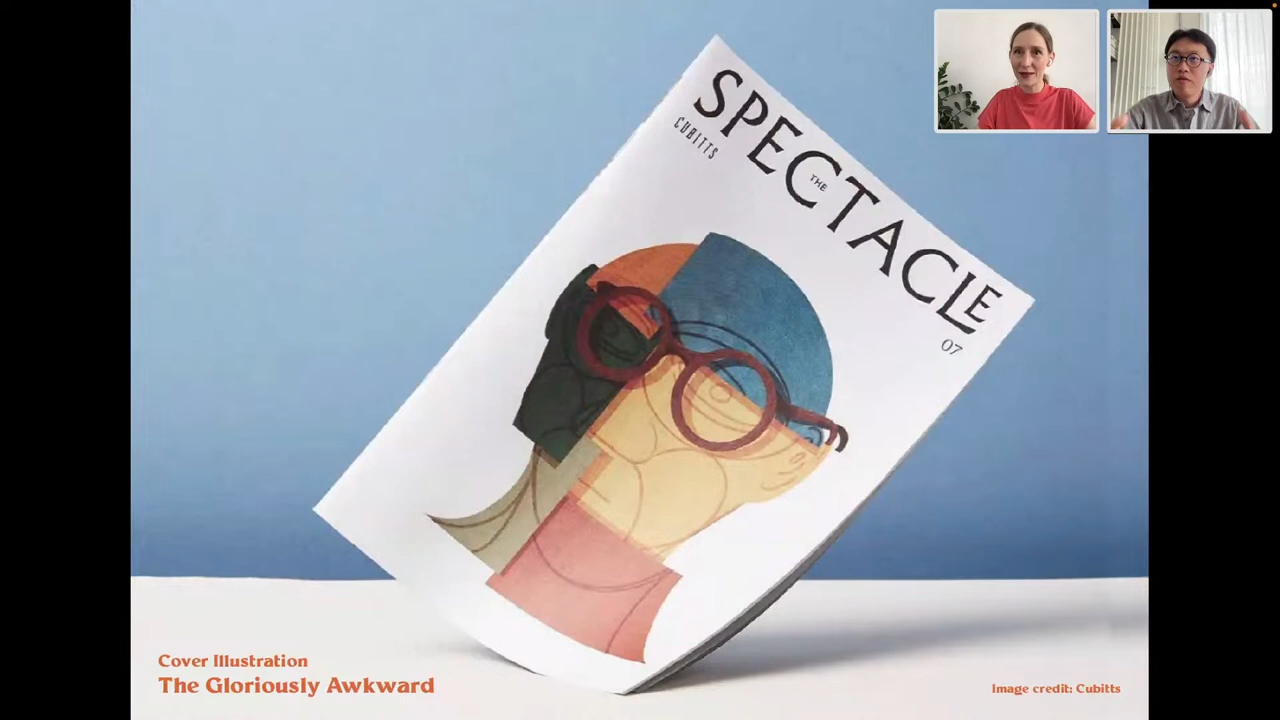 SPECTACLE
THE
CUBITTS
07
Cover Illustration
The Gloriously Awkward
Image credit: Cubitts